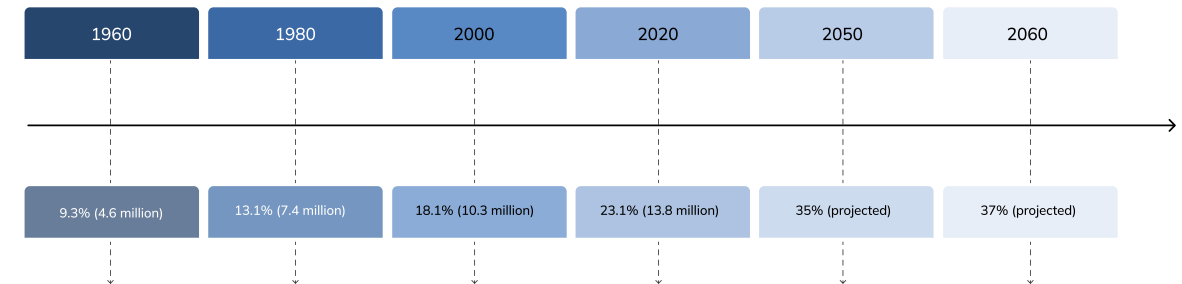 1960
1980
2000
2020
2050
2060
9.3% (4.6 million)
13.1% (7.4 million)
18.1% (10.3 million)
23.1% (13.8 million)
35% (projected)
37% (projected)